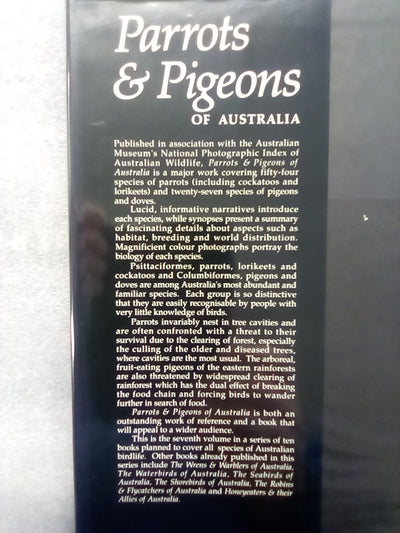 Parrots
& Pigeons
OF AUSTRALIA
Published in association with the Australian
Museum's National Photographic Index of
Australian Wildlife, Parrots & Pigeons of
Australia is a major work covering fifty-four
species of parrots (including cockatoos and
lorikeets) and twenty-seven species of pigeons
and doves.
Lucid, informative narratives introduce
each species, while synopses present a summary
of fascinating details about aspects such as
habitat, breeding and world distribution.
Magnificient colour photographs portray the
biology of each species.
Psittaciformes, parrots, lorikeets and
cockatoos and Columbiformes, pigeons and
doves are among Australia's most abundant and
familiar species. Each group is so distinctive
that they are easily recognisable by people with
very little knowledge of birds.
Parrots invariably nest in tree cavities and
are often confronted with a threat to their
survival due to the clearing of forest, especially
the culling of the older and diseased trees,
where cavities are the most usual. The arboreal,
fruit-eating pigeons of the eastern rainforests
are also threatened by widespread clearing of
rainforest which has the dual effect of breaking
the food chain and forcing birds to wander
further in search of food.
Parrots & Pigeons of Australia is both an
outstanding work of reference and a book that
will appeal to a wider audience.
This is the seventh volume in a series of ten
books planned to cover all species of Australian
birdlife. Other books already published in this
series include The Wrens & Warblers of Australia,
The Waterbirds of Australia, The Seabirds of
Australia, The Shorebirds of Australia, The Robins
& Flycatchers of Australia and Honeyeaters & their
Allies of Australia.